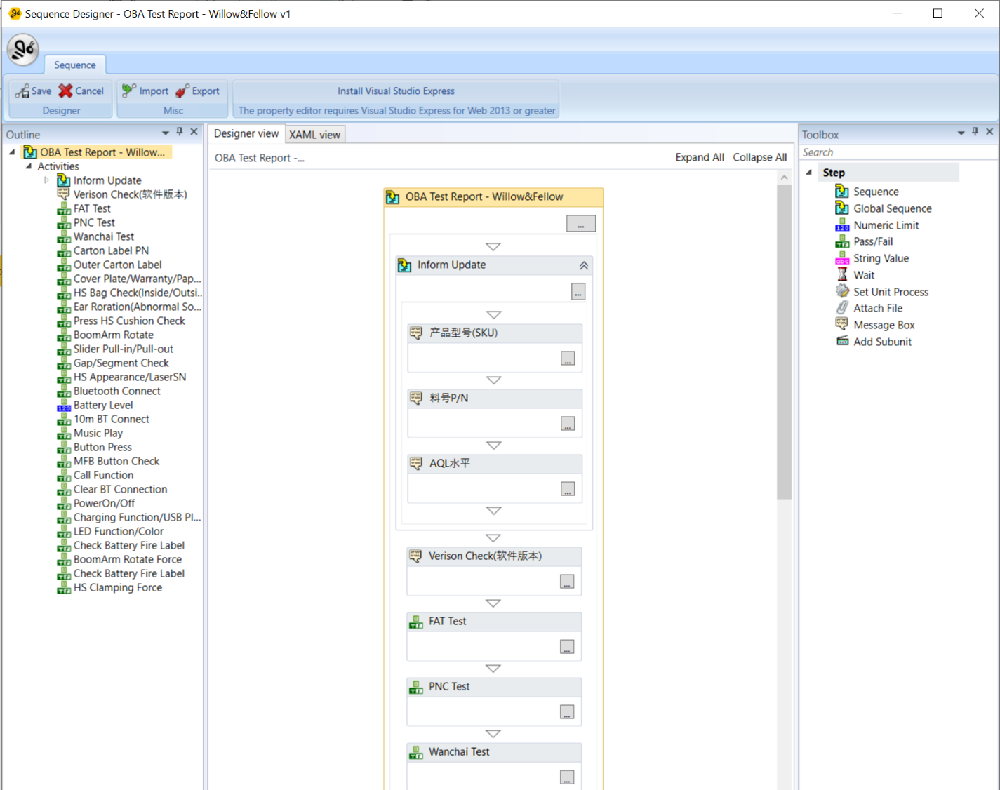 Sequence Designer - OBA Test Report - Willow&Fellow v1
Sequence
Save Cancel Import Export Install Visual Studio Express
Designer Misc The property editor requires Visual Studio Express for Web 2013 or greater
Outline
OBA Test Report - Willow...
Activities
Inform Update
Verison Check(软件版本)
FAT Test
PNC Test
Wanchai Test
Carton Label PN
Outer Carton Label
Cover Plate/Warranty/Pap...
HS Bag Check(Inside/Outsi...
Ear Roration(Abnormal So...
Press HS Cushion Check
BoomArm Rotate
Slider Pull-in/Pull-out
Gap/Segment Check
HS Appearance/LaserSN
Bluetooth Connect
Battery Level
10m BT Connect
Music Play
Button Press
MFB Button Check
Call Function
Clear BT Connection
PowerOn/Off
Charging Function/USB Pl...
LED Function/Color
Check Battery Fire Label
BoomArm Rotate Force
Check Battery Fire Label
HS Clamping Force
Designer view XAML view
OBA Test Report -... Expand All Collapse All
OBA Test Report - Willow&Fellow
...
Inform Update
...
产品型号(SKU)
...
料号P/N
...
AQL水平
...
Verison Check(软件版本)
...
FAT Test
...
PNC Test
...
Wanchai Test
...
Toolbox
Search
Step
Sequence
Global Sequence
Numeric Limit
Pass/Fail
String Value
Wait
Set Unit Process
Attach File
Message Box
Add Subunit